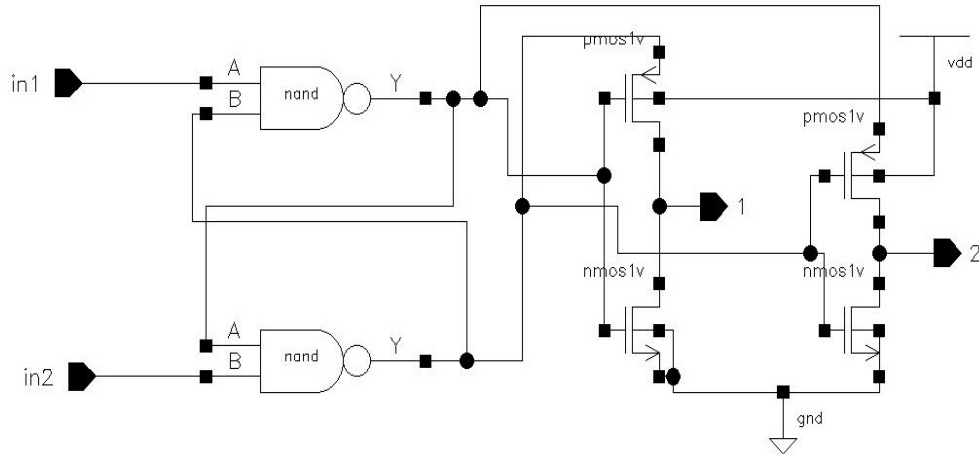 pmos1v
vdd
in1
A
B
nand
Y
pmos1v
1
2
nmos1v
nmos1v
in2
A
B
nand
Y
gnd